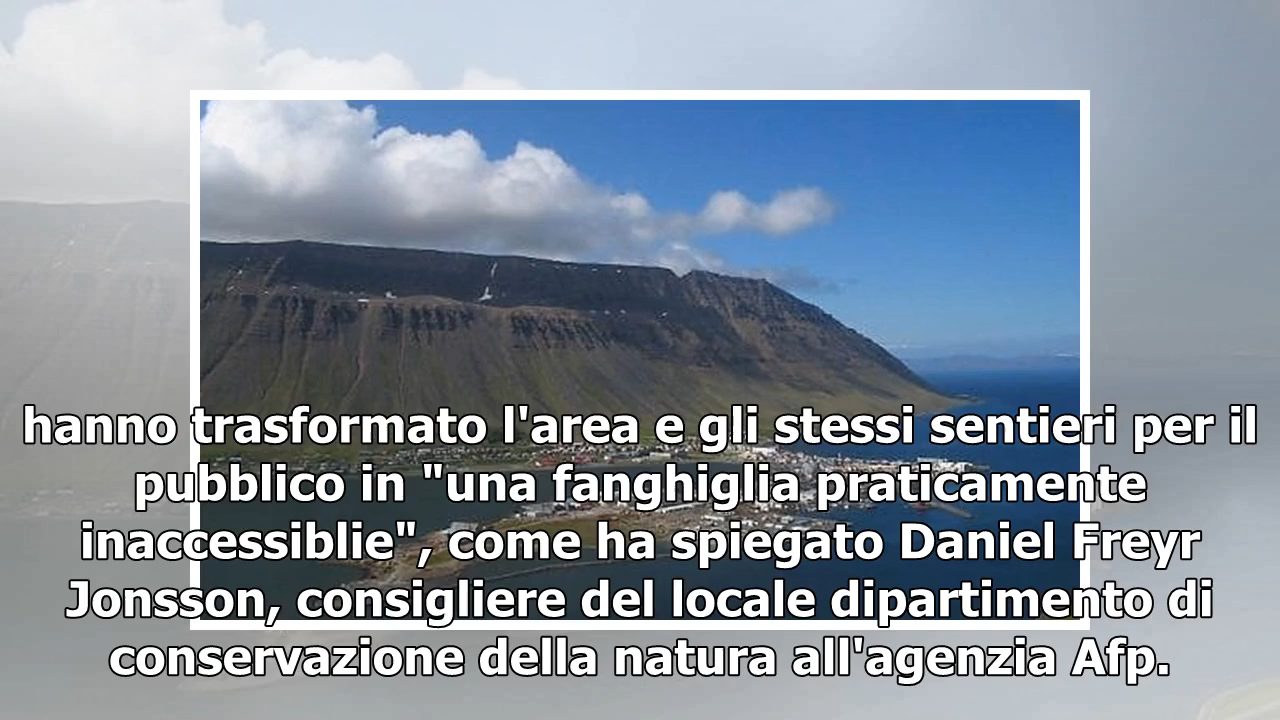 hanno trasformato l'area e gli stessi sentieri per il
pubblico in "una fanghiglia praticamente
inaccessiblie", come ha spiegato Daniel Freyr
Jonsson, consigliere del locale dipartimento di
conservazione della natura all'agenzia Afp.